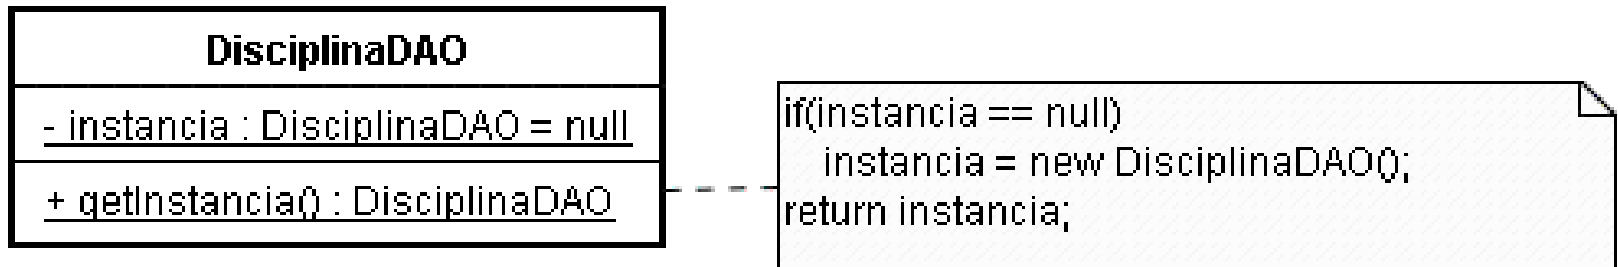 DisciplinaDAO
- instancia : DisciplinaDAO = null
+ getInstancia() : DisciplinaDAO
if(instancia == null)
instancia = new DisciplinaDAO();
return instancia;